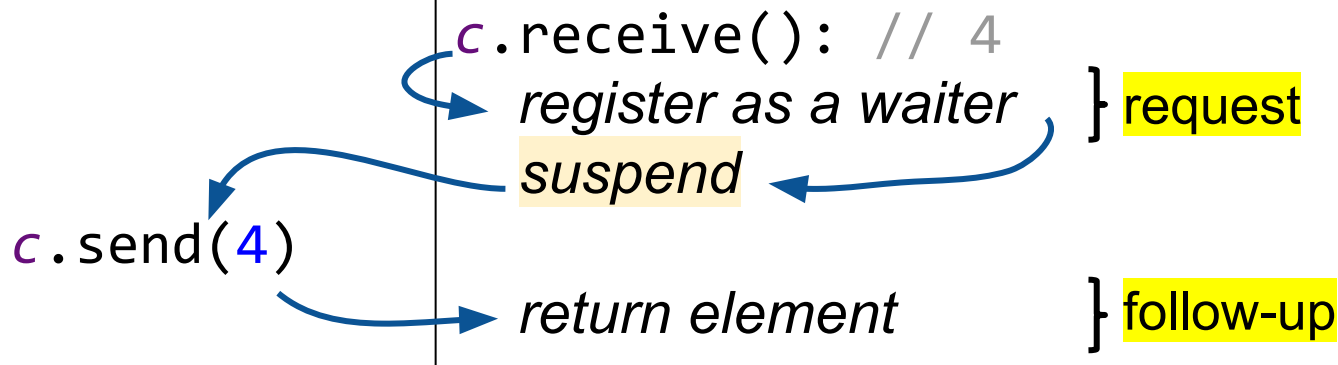 c.receive(): // 4
register as a waiter } request
suspend
c.send(4)
return element } follow-up